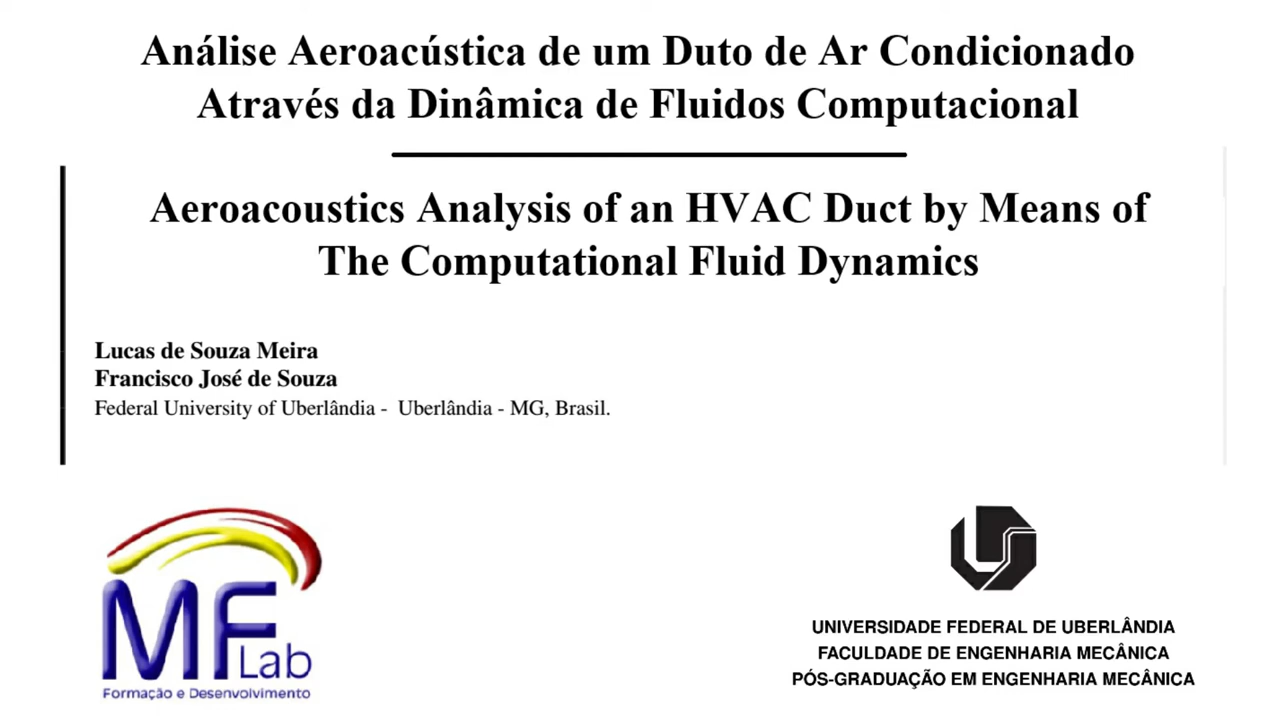 Análise Aeroacústica de um Duto de Ar Condicionado
Através da Dinâmica de Fluidos Computacional
Aeroacoustics Analysis of an HVAC Duct by Means of
The Computational Fluid Dynamics
Lucas de Souza Meira
Francisco José de Souza
Federal University of Uberlândia - Uberlândia - MG, Brasil.
MF
Lab
Formação e Desenvolvimento
UNIVERSIDADE FEDERAL DE UBERLÂNDIA
FACULDADE DE ENGENHARIA MECÂNICA
PÓS-GRADUAÇÃO EM ENGENHARIA MECÂNICA